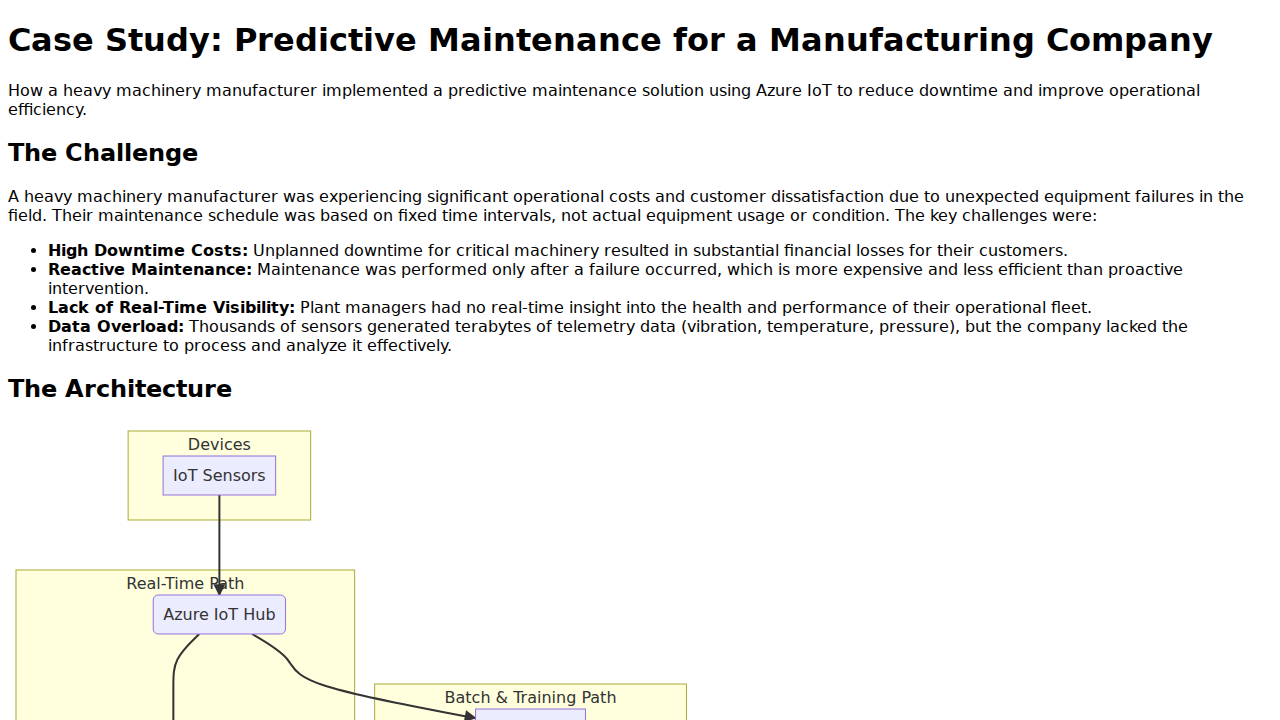 Case Study: Predictive Maintenance for a Manufacturing Company
How a heavy machinery manufacturer implemented a predictive maintenance solution using Azure IoT to reduce downtime and improve operational
efficiency.
The Challenge
A heavy machinery manufacturer was experiencing significant operational costs and customer dissatisfaction due to unexpected equipment failures in the
field. Their maintenance schedule was based on fixed time intervals, not actual equipment usage or condition. The key challenges were:
• High Downtime Costs: Unplanned downtime for critical machinery resulted in substantial financial losses for their customers.
• Reactive Maintenance: Maintenance was performed only after a failure occurred, which is more expensive and less efficient than proactive
intervention.
• Lack of Real-Time Visibility: Plant managers had no real-time insight into the health and performance of their operational fleet.
• Data Overload: Thousands of sensors generated terabytes of telemetry data (vibration, temperature, pressure), but the company lacked the
infrastructure to process and analyze it effectively.
The Architecture
Devices
IoT Sensors
Real-Time Path
Azure IoT Hub
Batch & Training Path